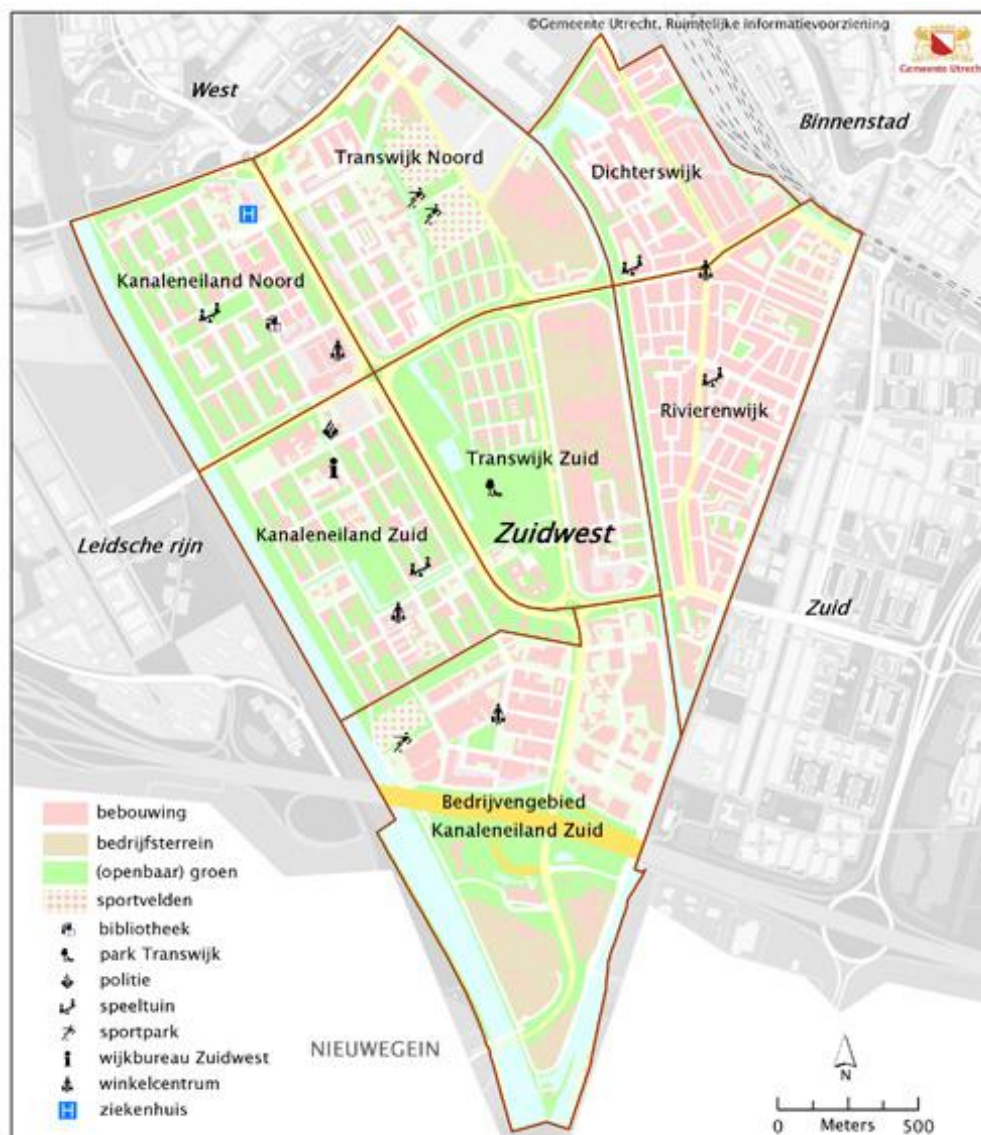 ©Gemeente Utrecht, Ruimtelijke informatievoorziening
Gemeente Utrecht
West
Binnenstad
Transwijk Noord
Dichterswijk
H
Kanaleneiland Noord
Rivierenwijk
Transwijk Zuid
Zuidwest
Kanaleneiland Zuid
Leidsche rijn
Zuid
Bedrijvengebied
Kanaleneiland Zuid
bebouwing
bedrijfsterrein
(openbaar) groen
sportvelden
bibliotheek
park Transwijk
politie
speeltuin
sportpark
wijkbureau Zuidwest
winkelcentrum
H ziekenhuis
NIEUWEGEIN
N
0 Meters 500